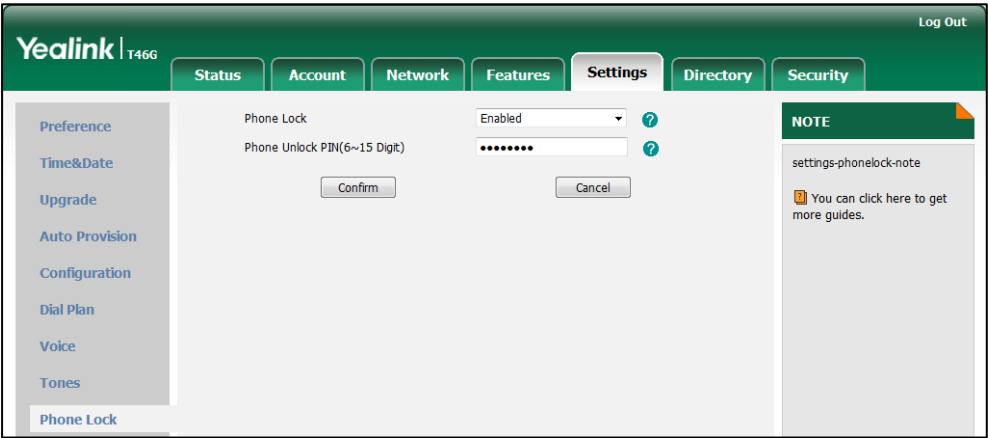 Log Out
Yealink T46G
Status Account Network Features Settings Directory Security
Preference
Time&Date
Upgrade
Auto Provision
Configuration
Dial Plan
Voice
Tones
Phone Lock
Phone Lock Enabled ?
Phone Unlock PIN(6~15 Digit) •••••••• ?
Confirm Cancel
NOTE
settings-phonelock-note
? You can click here to get
more guides.